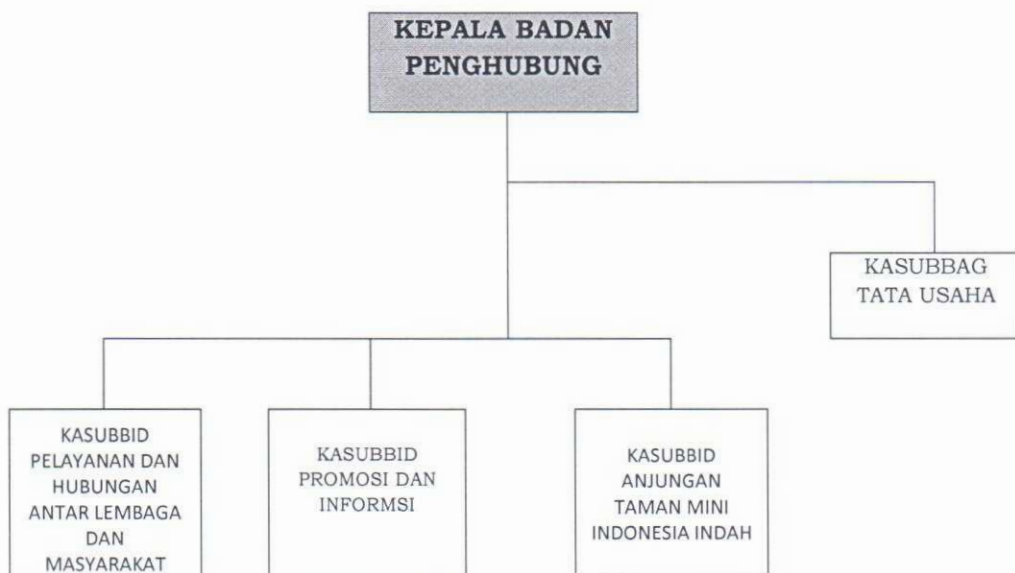 KEPALA BADAN
PENGHUBUNG
KASUBBAG
TATA USAHA
KASUBBID
PELAYANAN DAN
HUBUNGAN
ANTAR LEMBAGA
DAN
MASYARAKAT
KASUBBID
PROMOSI DAN
INFORMSI
KASUBBID
ANJUNGAN
TAMAN MINI
INDONESIA INDAH